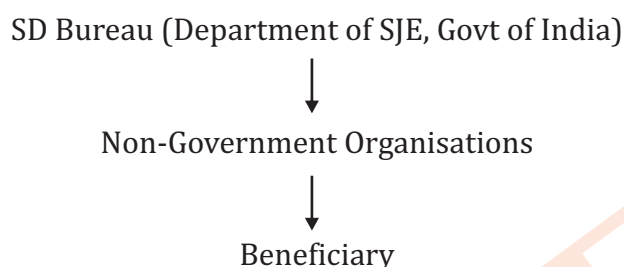 SD Bureau (Department of SJE, Govt of India)
Non-Government Organisations
Beneficiary